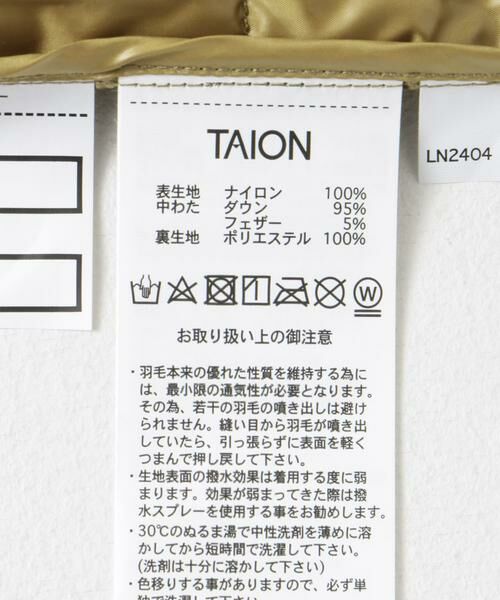 TAION
LN2404
表生地 ナイロン 100%
中わた ダウン 95%
フェザー 5%
裏生地 ポリエステル 100%
W
お取り扱い上の御注意
・羽毛本来の優れた性質を維持する為に
は、最小限の通気性が必要となります。
その為、若干の羽毛の噴き出しは避け
られません。縫い目から羽毛が噴き出
していたら、引っ張らずに表面を軽く
つまんで押し戻して下さい。
・生地表面の撥水効果は着用する度に弱
まります。効果が弱まってきた際は撥
水スプレーを使用する事をお勧めします。
・30℃のぬるま湯で中性洗剤を薄めに溶
かしてから短時間で洗濯して下さい。
(洗剤は十分に溶かして下さい)
・色移りする事がありますので、必ず単
独で洗濯して下さい。